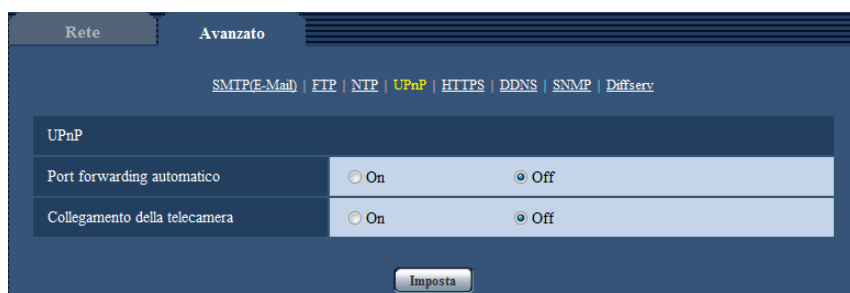 Rete Avanzato
SMTP(E-Mail) | FTP | NTP | UPnP | HTTPS | DDNS | SNMP | Diffserv
UPnP
Port forwarding automatico On Off
Collegamento della telecamera On Off
Imposta